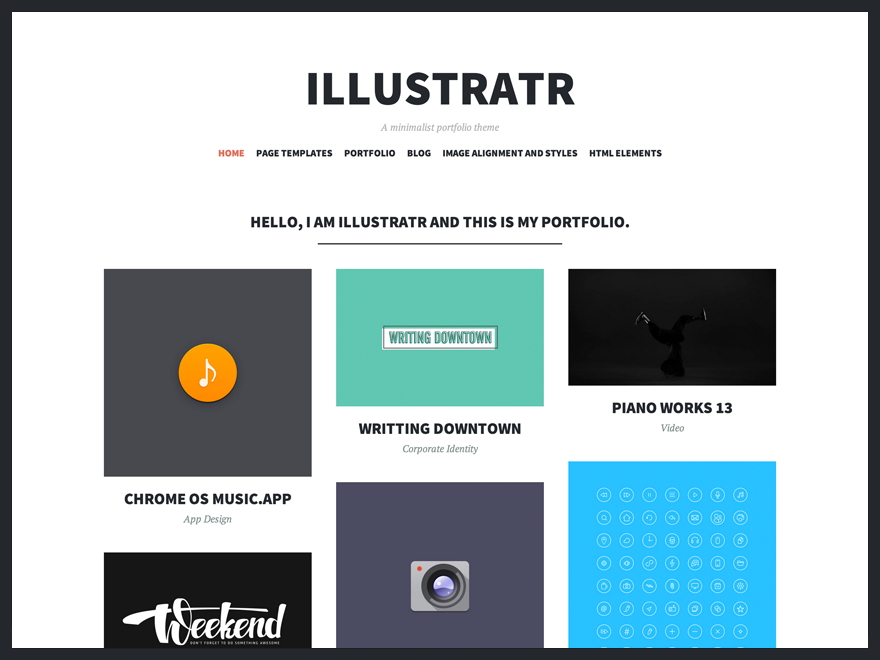 ILLUSTRATR
A minimalist portfolio theme
HOME PAGE TEMPLATES PORTFOLIO BLOG IMAGE ALIGNMENT AND STYLES HTML ELEMENTS
HELLO, I AM ILLUSTRATR AND THIS IS MY PORTFOLIO.
CHROME OS MUSIC.APP
App Design
Weekend
DON'T FORGET TO DO SOMETHING AWESOME
WRITING DOWNTOWN
WRITTING DOWNTOWN
Corporate Identity
PIANO WORKS 13
Video